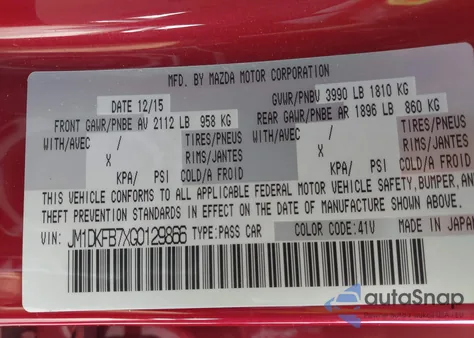 MFD. BY MAZDA MOTOR CORPORATION
DATE 12/15 GVWR/PNBV 3990 LB 1810 KG
FRONT GAWR/PNBE AV 2112 LB 958 KG REAR GAWR/PNBE AR 1896 LB 860 KG
WITH/AVEC / TIRES/PNEUS WITH/AVEC / TIRES/PNEUS
X RIMS/JANTES X RIMS/JANTES
KPA/ PSI COLD/A FROID KPA/ PSI COLD/A FROID
THIS VEHICLE CONFORMS TO ALL APPLICABLE FEDERAL MOTOR VEHICLE SAFETY, BUMPER, AN
THEFT PREVENTION STANDARDS IN EFFECT ON THE DATE OF MANUFACTURE SHOWN ABOVE.
VIN: JM1DKFB7XG0129866 TYPE:PASS CAR COLOR CODE:41V MADE IN JAPAN
autoSnap